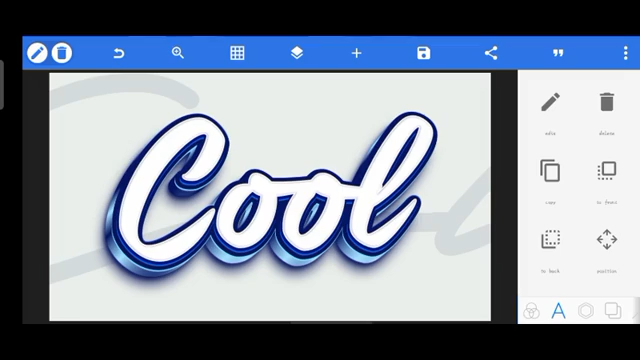 Cool
edit
delete
copy
to front
to back
position